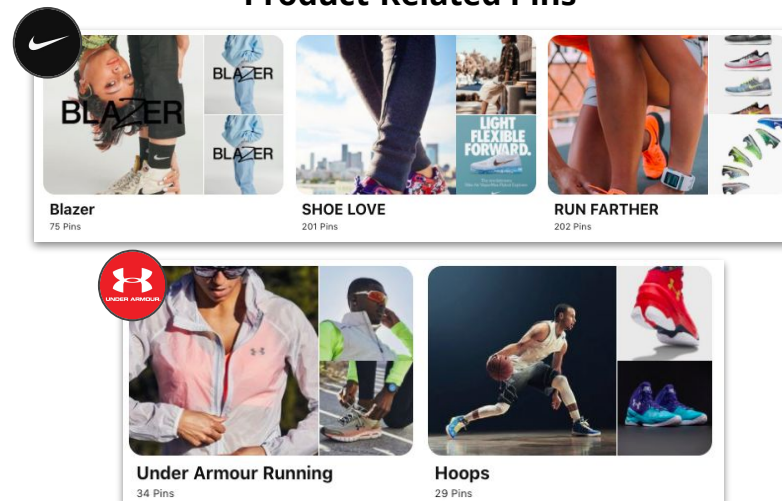 Product-Related Pins
BLAZER
BLAZER
BLAZER
LIGHT
FLEXIBLE
FORWARD.
Blazer
75 Pins
SHOE LOVE
201 Pins
RUN FARTHER
202 Pins
UNDER ARMOUR
Under Armour Running
34 Pins
Hoops
29 Pins